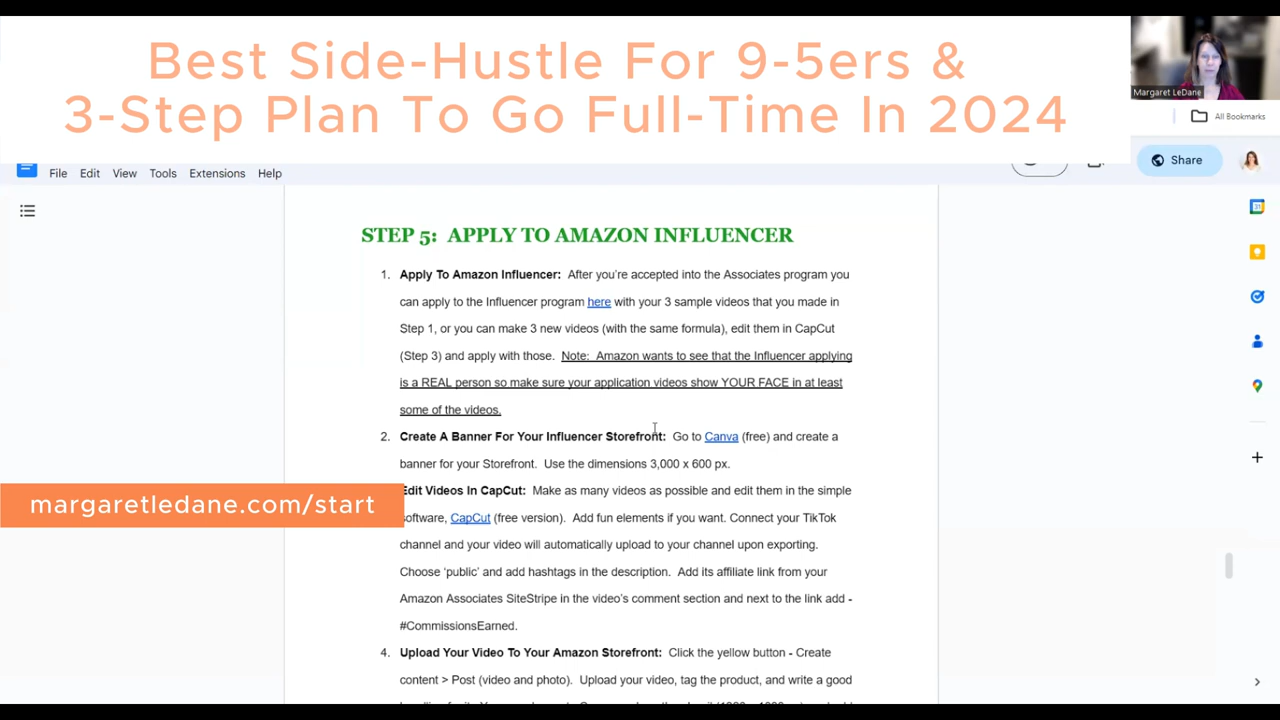 Best Side-Hustle For 9-5ers &
3-Step Plan To Go Full-Time In 2024
Margaret LeDane
All Bookmarks
File Edit View Tools Extensions Help
Share
STEP 5: APPLY TO AMAZON INFLUENCER
1. Apply To Amazon Influencer: After you're accepted into the Associates program you
can apply to the Influencer program here with your 3 sample videos that you made in
Step 1, or you can make 3 new videos (with the same formula), edit them in CapCut
(Step 3) and apply with those. Note: Amazon wants to see that the Influencer applying
is a REAL person so make sure your application videos show YOUR FACE in at least
some of the videos.
2. Create A Banner For Your Influencer Storefront: Go to Canva (free) and create a
banner for your Storefront. Use the dimensions 3,000 x 600 px.
Edit Videos In CapCut: Make as many videos as possible and edit them in the simple
margaretledane.com/start
software, CapCut (free version). Add fun elements if you want. Connect your TikTok
channel and your video will automatically upload to your channel upon exporting.
Choose 'public' and add hashtags in the description. Add its affiliate link from your
Amazon Associates SiteStripe in the video's comment section and next to the link add -
#CommissionsEarned.
4. Upload Your Video To Your Amazon Storefront: Click the yellow button - Create
content > Post (video and photo). Upload your video, tag the product, and write a good